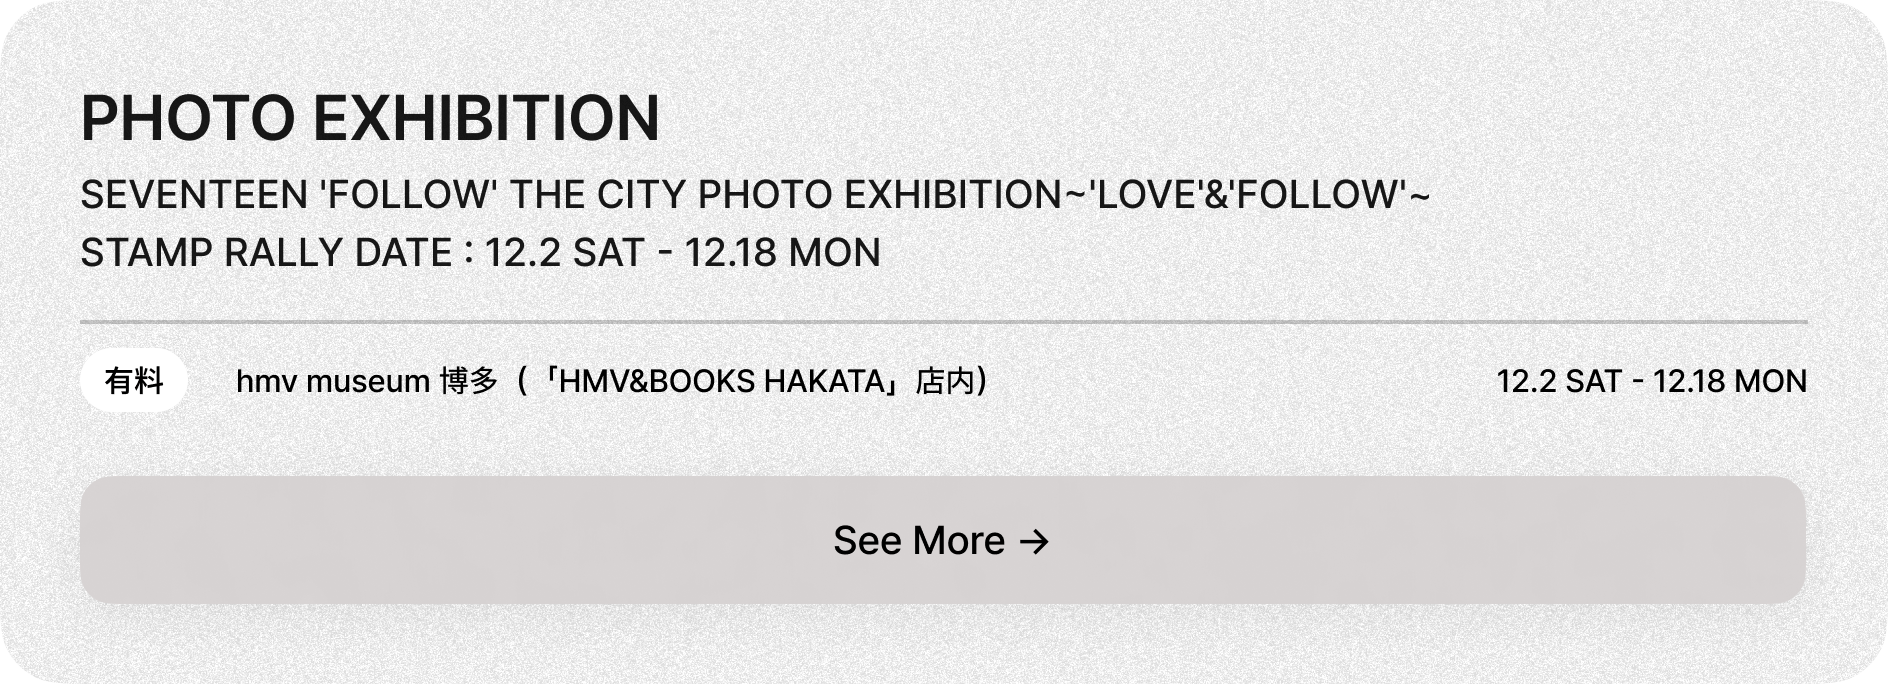 PHOTO EXHIBITION
SEVENTEEN 'FOLLOW' THE CITY PHOTO EXHIBITION~'LOVE'&'FOLLOW'~
STAMP RALLY DATE : 12.2 SAT - 12.18 MON
有料 hmv museum 博多（「HMV&BOOKS HAKATA」店内) 12.2 SAT - 12.18 MON
See More →